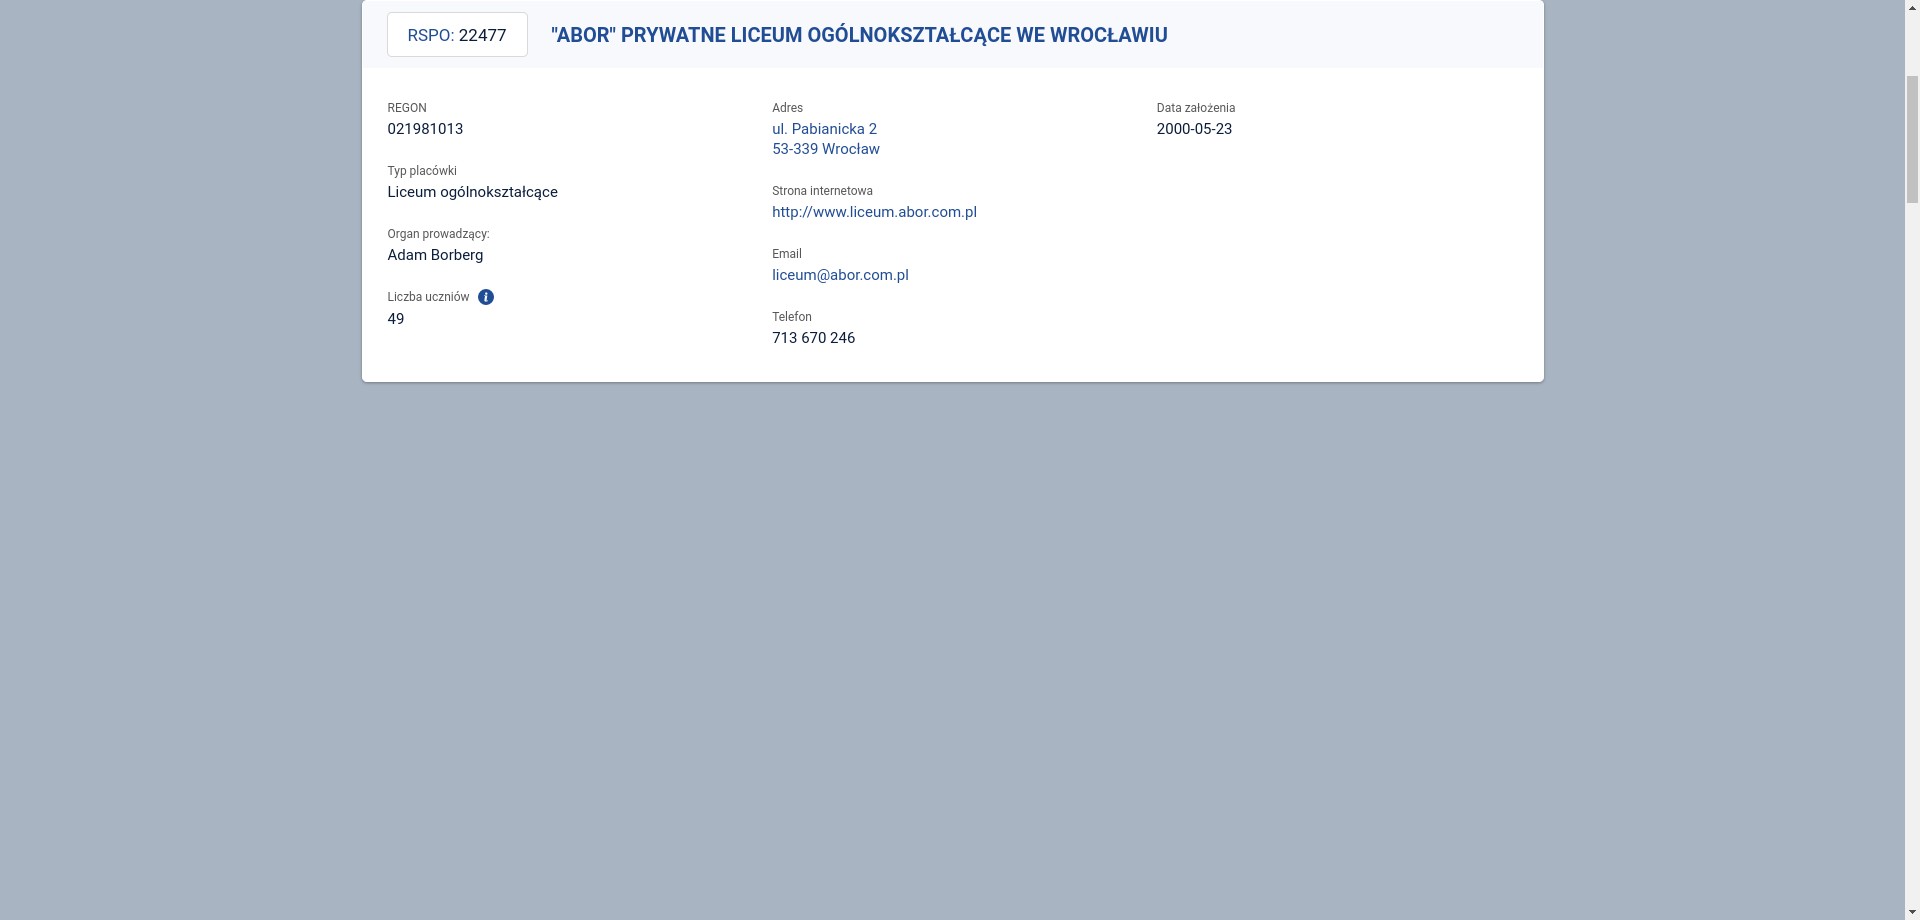 RSPO: 22477
"ABOR" PRYWATNE LICEUM OGÓLNOKSZTAŁCĄCE WE WROCŁAWIU
REGON
021981013
Typ placówki
Liceum ogólnokształcące
Organ prowadzący:
Adam Borberg
Liczba uczniów
49
Adres
ul. Pabianicka 2
53-339 Wrocław
Strona internetowa
http://www.liceum.abor.com.pl
Email
liceum@abor.com.pl
Telefon
713 670 246
Data założenia
2000-05-23